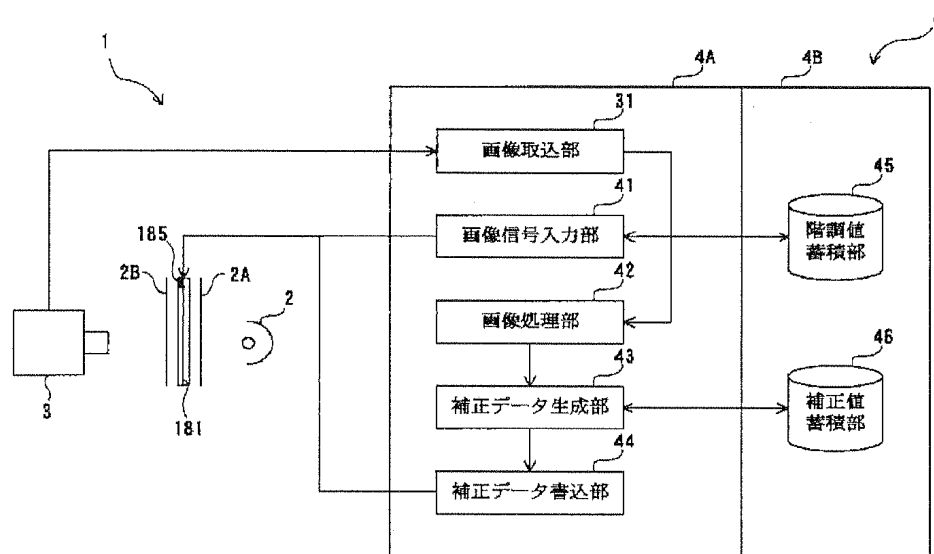 1
4A
4B
31
画像取込部
41
画像信号入力部
45
階調値
蓄積部
185
2B
2A
2
42
画像処理部
3
181
43
補正データ生成部
46
補正値
蓄積部
44
補正データ書込部